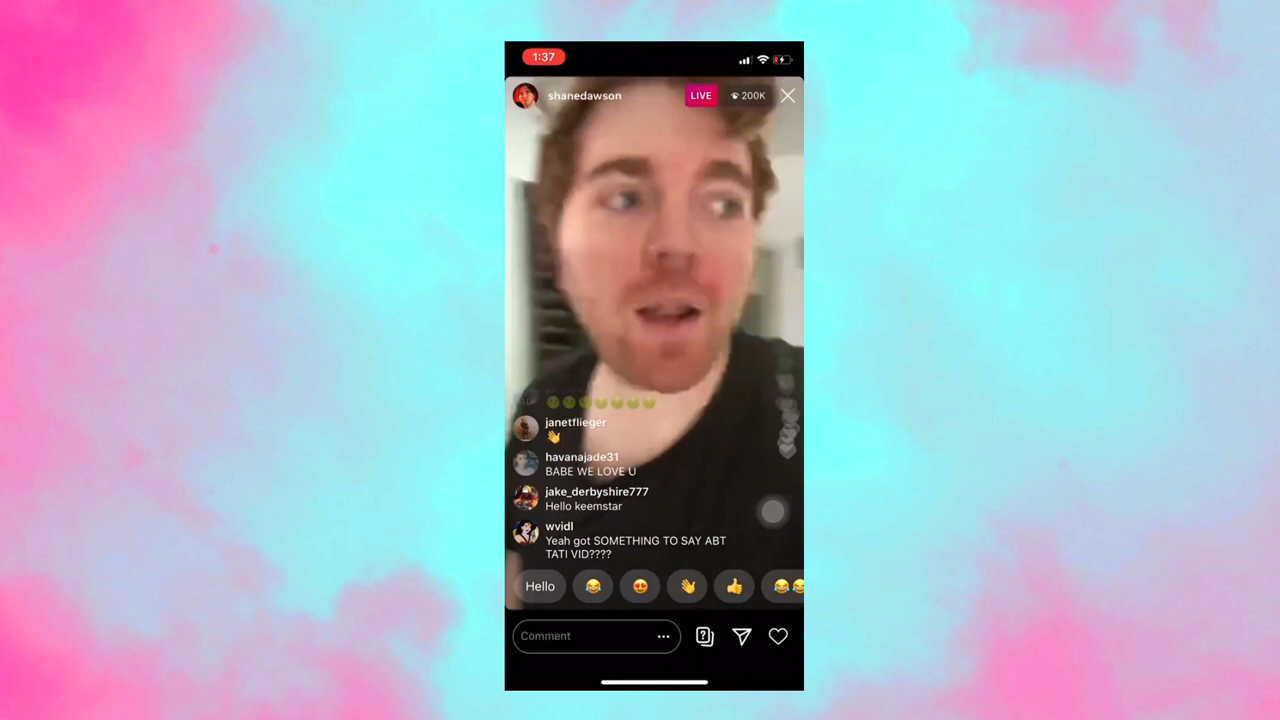 1:37
shanedawson LIVE 200K
janetflieger
👋
havanajade31
BABE WE LOVE U
jake_derbyshire777
Hello keemstar
wvidl
Yeah got SOMETHING TO SAY ABT
TATI VID????
Hello 😂 😍 👋 👍 😂😂
Comment